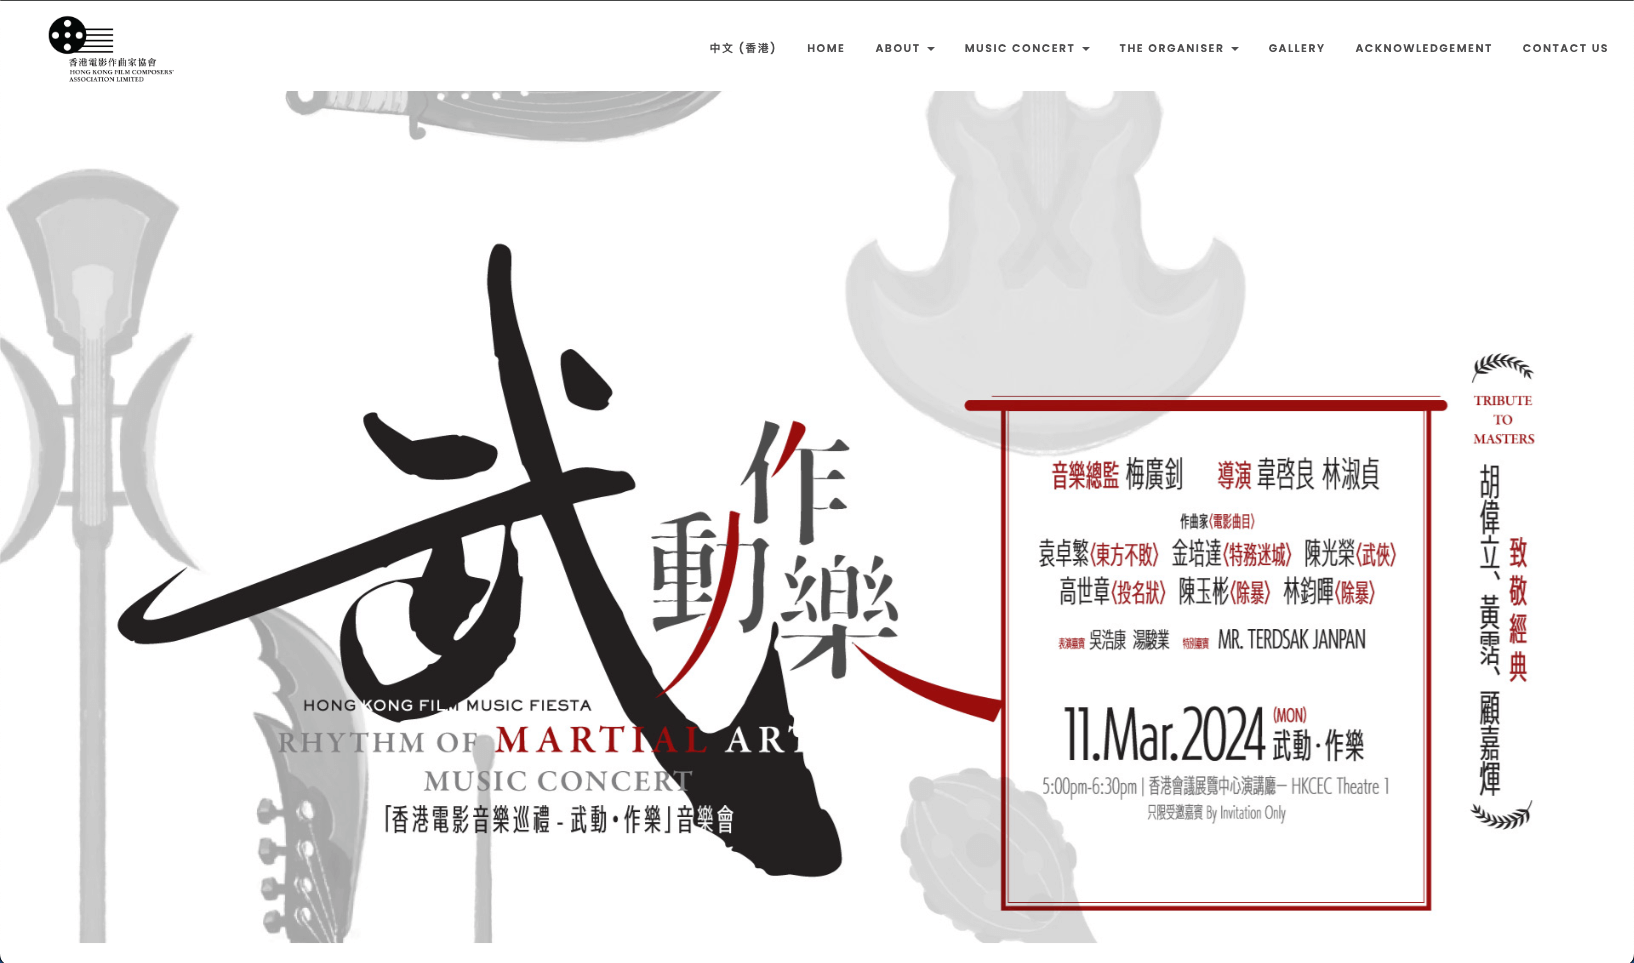 香港電影作曲家協會
HONG KONG FILM COMPOSERS'
ASSOCIATION LIMITED
中文 (香港) HOME ABOUT MUSIC CONCERT THE ORGANISER GALLERY ACKNOWLEDGEMENT CONTACT US
武動作樂
HONG KONG FILM MUSIC FIESTA
RHYTHM OF MARTIAL ART
MUSIC CONCERT
「香港電影音樂巡禮 - 武動·作樂」音樂會
音樂總監 梅廣釗 導演 韋啓良 林淑貞
作曲家〈電影曲目〉
袁卓繁〈東方不敗〉 金培達〈特務迷城〉 陳光榮〈武俠〉
高世章〈投名狀〉 陳玉彬〈除暴〉 林鈞暉〈除暴〉
表演嘉賓 吳浩康 湯駿業 特別嘉賓 MR. TERDSAK JANPAN
11.Mar.2024 (MON)
武動·作樂
5:00pm-6:30pm | 香港會議展覽中心演講廳一 HKCEC Theatre 1
只限受邀嘉賓 By Invitation Only
TRIBUTE
TO
MASTERS
致敬經典
胡偉立、黃霑、顧嘉煇